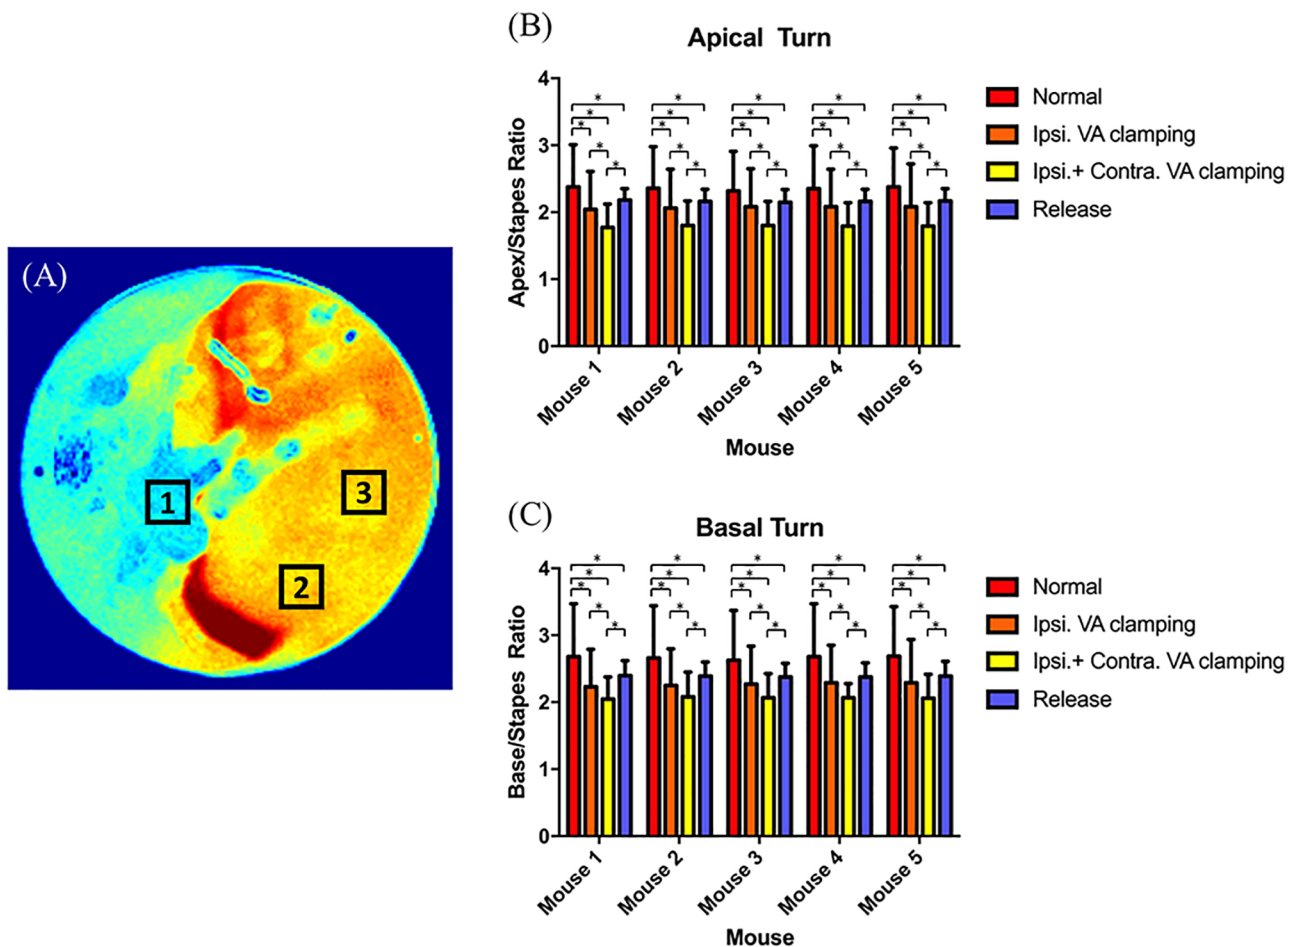 (A)
1
2
3
(B)
Apical Turn
Apex/Stapes Ratio
4
3
2
1
0
* * * * *
* * * * *
* * * * *
* * * * *
* * * * *
Mouse 1
Mouse 2
Mouse 3
Mouse 4
Mouse 5
Mouse
Normal
Ipsi. VA clamping
Ipsi.+ Contra. VA clamping
Release
(C)
Basal Turn
Base/Stapes Ratio
4
3
2
1
0
* * * * *
* * * * *
* * * * *
* * * * *
* * * * *
Mouse 1
Mouse 2
Mouse 3
Mouse 4
Mouse 5
Mouse
Normal
Ipsi. VA clamping
Ipsi.+ Contra. VA clamping
Release